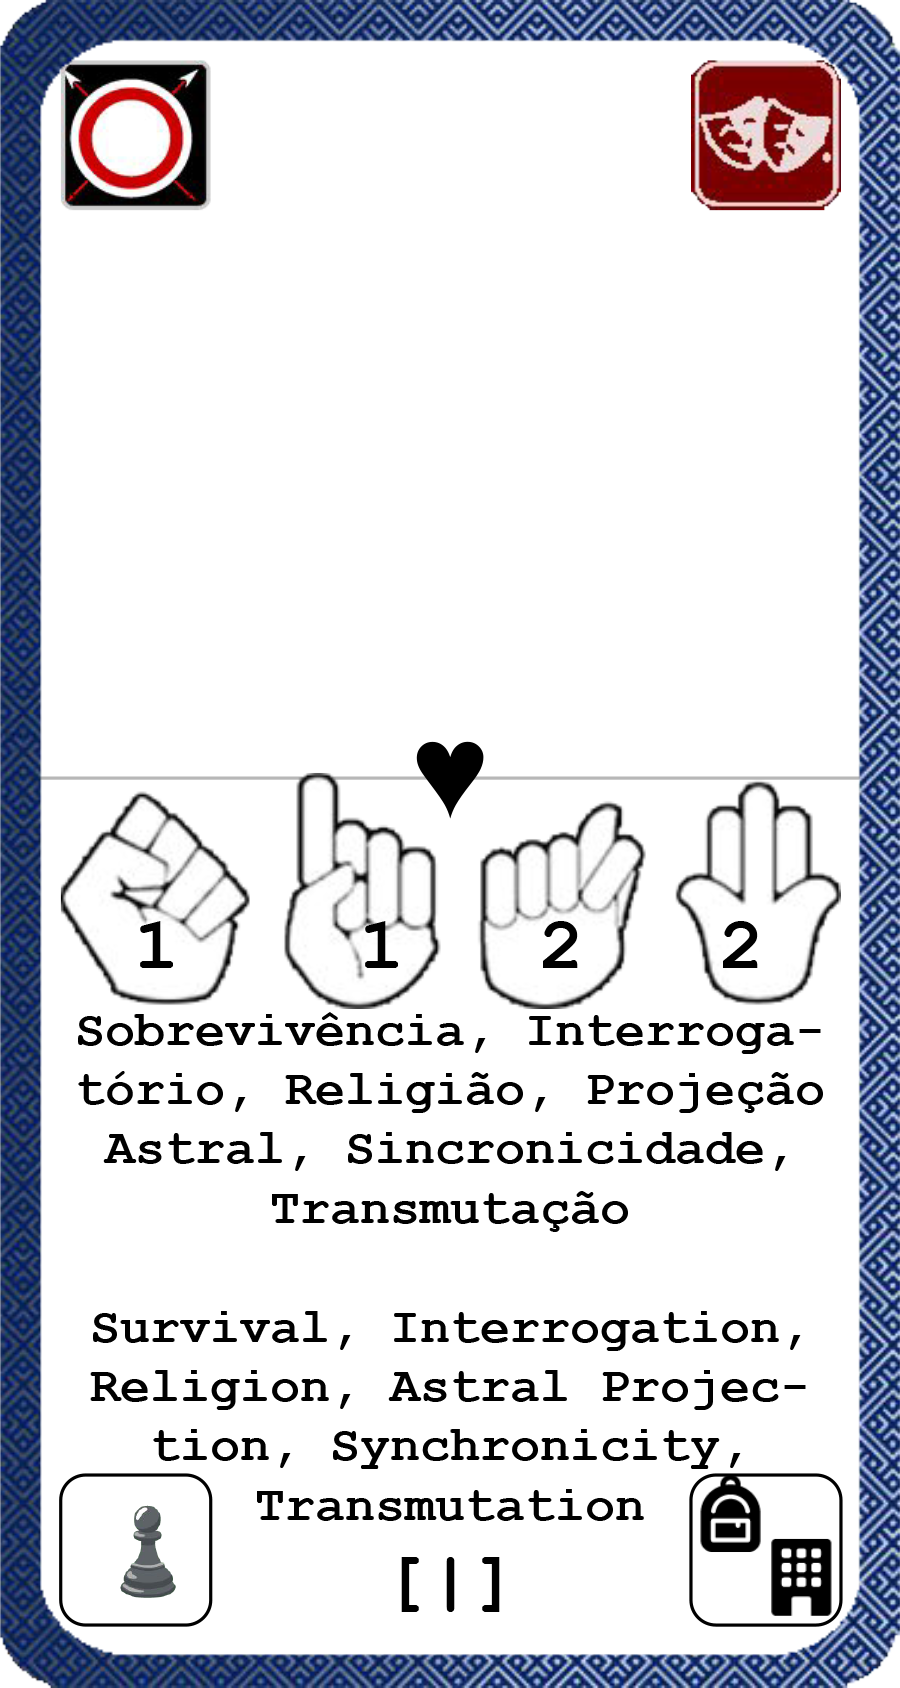 1 1 2 2
Sobrevivência, Interroga-
tório, Religião, Projeção
Astral, Sincronicidade,
Transmutação
Survival, Interrogation,
Religion, Astral Projec-
tion, Synchronicity,
Transmutation
[|]